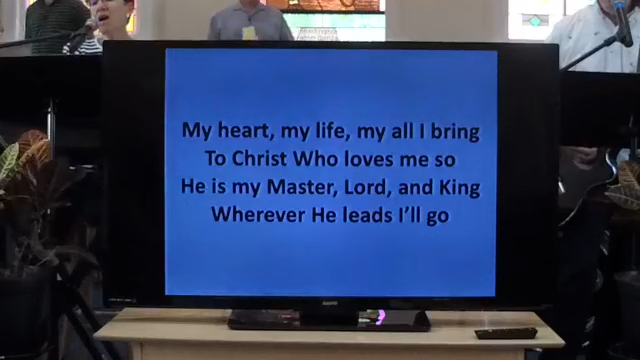 My heart, my life, my all I bring
To Christ Who loves me so
He is my Master, Lord, and King
Wherever He leads I'll go
SANYO